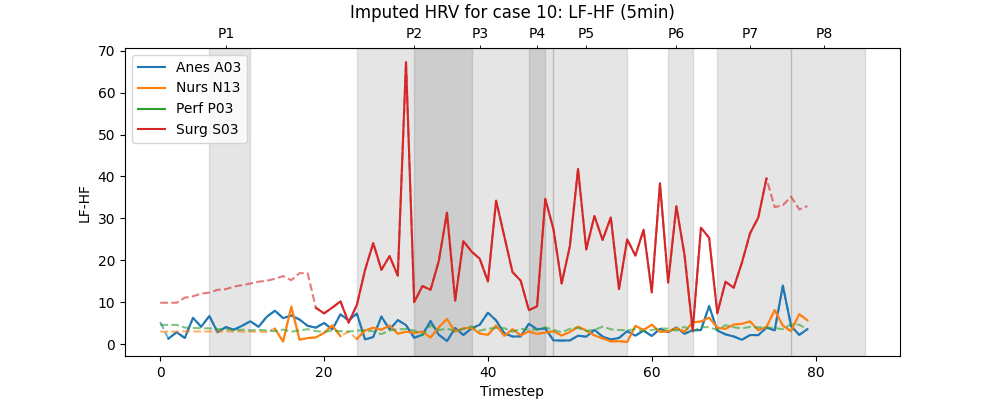 Imputed HRV for case 10: LF-HF (5min)
P1 P2 P3 P4 P5 P6 P7 P8
70
60
50
40
30
20
10
0
LF-HF
Anes A03
Nurs N13
Perf P03
Surg S03
0 20 40 60 80
Timestep